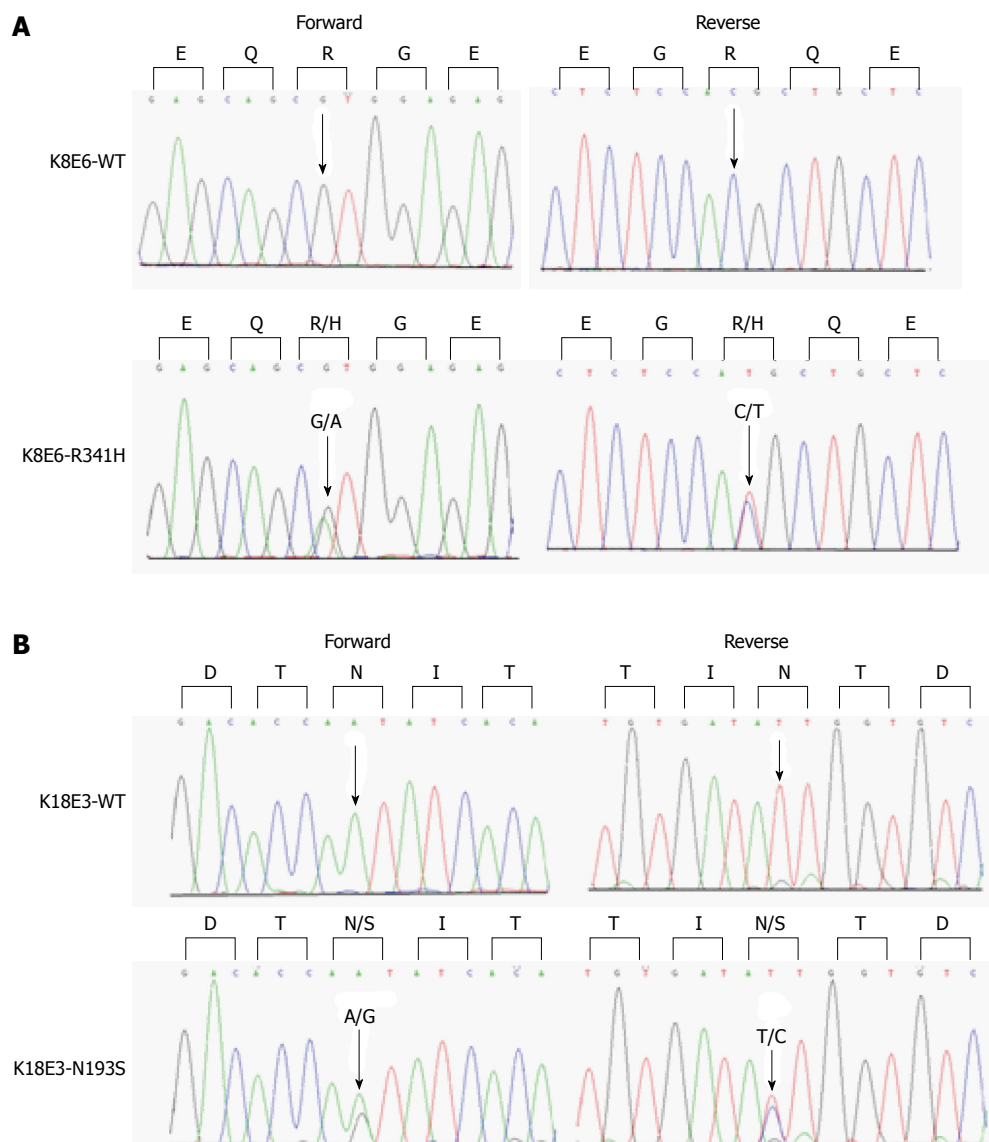 A
Forward Reverse
E Q R G E E G R Q E
G A G C A G C G T G G A G A G C T C T C C A C G C T G C T C
K8E6-WT
E Q R/H G E E G R/H Q E
G A G C A G C G T G G A G A G C T C T C C A T G C T G C T C
G/A C/T
K8E6-R341H
B
Forward Reverse
D T N I T T I N T D
G A C A C C A A T A T C A C A T G T G A T A T T G G T G T C
K18E3-WT
D T N/S I T T I N/S T D
G A C A C C A A T A T C A C A T G T G A T A T T G G T G T C
A/G T/C
K18E3-N193S